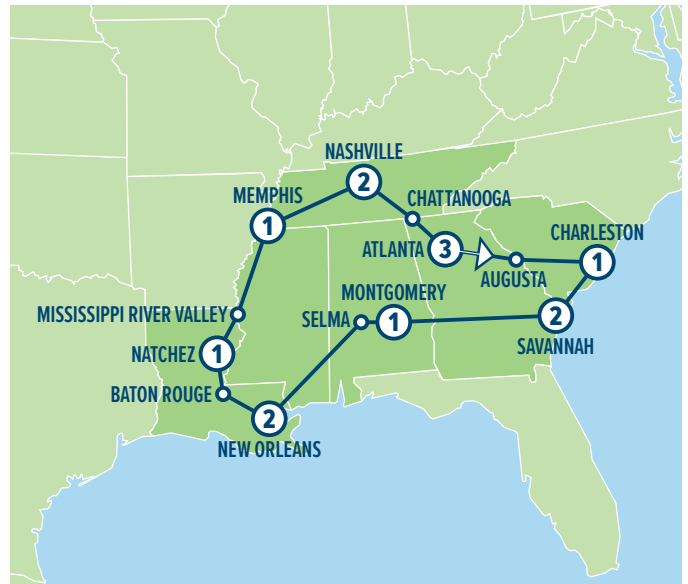 NASHVILLE
2
MEMPHIS
1
CHATTANOOGA
ATLANTA
3
CHARLESTON
1
AUGUSTA
MISSISSIPPI RIVER VALLEY
MONTGOMERY
1
SELMA
2
SAVANNAH
NATCHEZ
1
BATON ROUGE
2
NEW ORLEANS